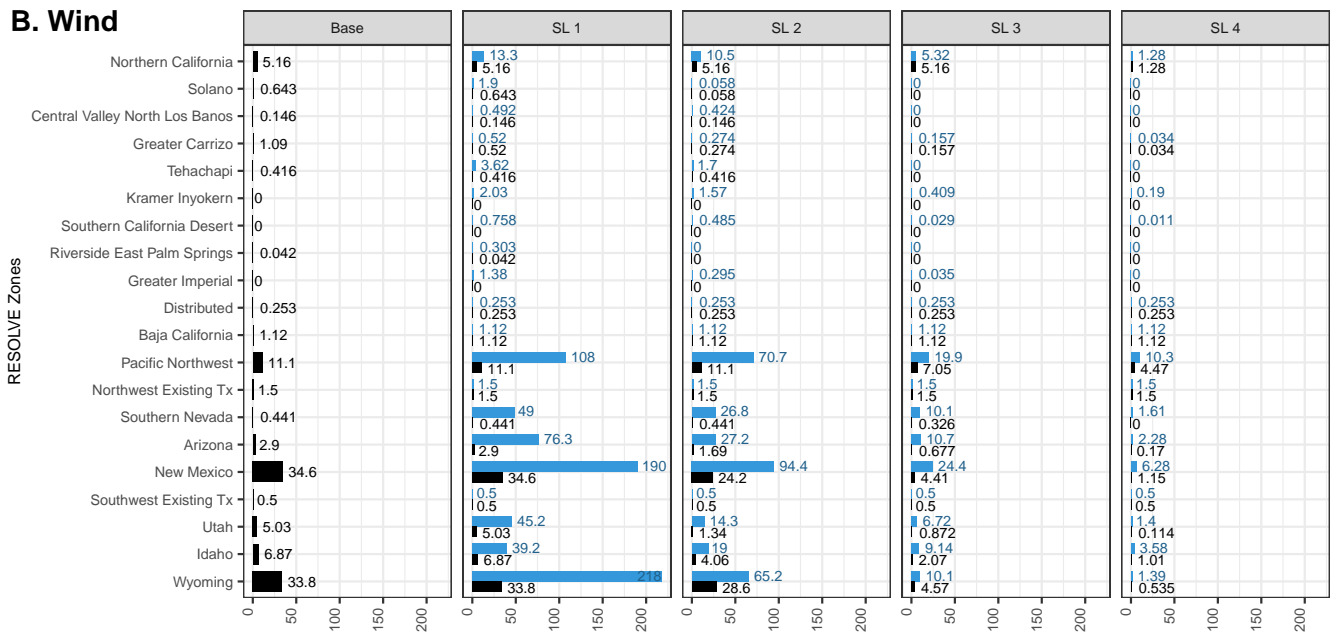 B. Wind
Base SL 1 SL 2 SL 3 SL 4
RESOLVE Zones
Northern California 5.16 13.3 5.16 10.5 5.16 5.32 5.16 1.28 1.28
Solano 0.643 1.9 0.643 0.058 0.058 0 0 0 0
Central Valley North Los Banos 0.146 0.492 0.146 0.424 0.146 0 0 0 0
Greater Carrizo 1.09 0.52 0.52 0.274 0.274 0.157 0.157 0.034 0.034
Tehachapi 0.416 3.62 0.416 1.7 0.416 0 0 0 0
Kramer Inyokern 0 2.03 0 1.57 0 0.409 0 0.19 0
Southern California Desert 0 0.758 0 0.485 0 0.029 0 0.011 0
Riverside East Palm Springs 0.042 0.303 0.042 0 0 0 0 0 0
Greater Imperial 0 1.38 0 0.295 0 0.035 0 0 0
Distributed 0.253 0.253 0.253 0.253 0.253 0.253 0.253 0.253 0.253
Baja California 1.12 1.12 1.12 1.12 1.12 1.12 1.12 1.12 1.12
Pacific Northwest 11.1 108 11.1 70.7 11.1 19.9 7.05 10.3 4.47
Northwest Existing Tx 1.5 1.5 1.5 1.5 1.5 1.5 1.5 1.5 1.5
Southern Nevada 0.441 49 0.441 26.8 0.441 10.1 0.326 1.61 0
Arizona 2.9 76.3 2.9 27.2 1.69 10.7 0.677 2.28 0.17
New Mexico 34.6 190 34.6 94.4 24.2 24.4 4.41 6.28 1.15
Southwest Existing Tx 0.5 0.5 0.5 0.5 0.5 0.5 0.5 0.5 0.5
Utah 5.03 45.2 5.03 14.3 1.34 6.72 0.872 1.4 0.114
Idaho 6.87 39.2 6.87 19 4.06 9.14 2.07 3.58 1.01
Wyoming 33.8 218 33.8 65.2 28.6 10.1 4.57 1.39 0.535
0 50 100 150 200 0 50 100 150 200 0 50 100 150 200 0 50 100 150 200 0 50 100 150 200